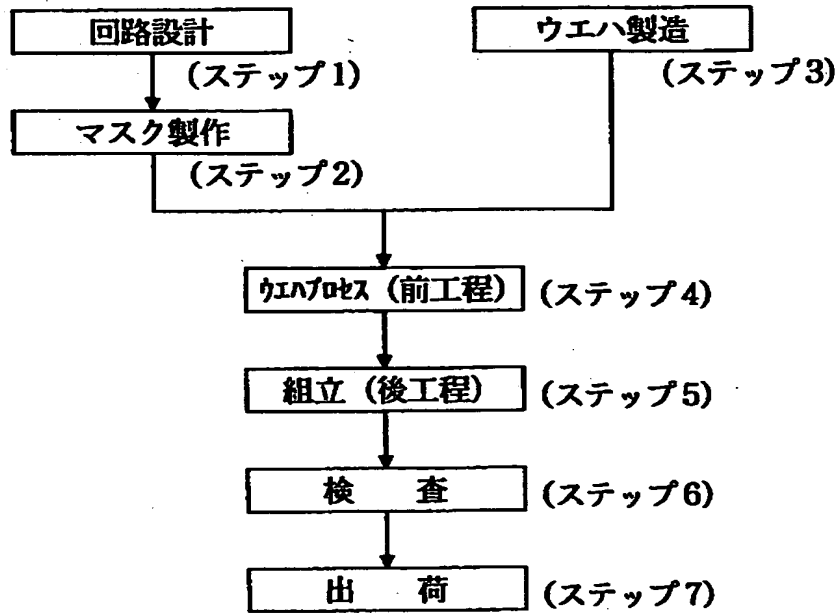 回路設計
(ステップ1)
マスク製作
(ステップ2)
ウエハ製造
(ステップ3)
ウエハプロセス (前工程)
(ステップ4)
組立 (後工程)
(ステップ5)
検 査
(ステップ6)
出 荷
(ステップ7)